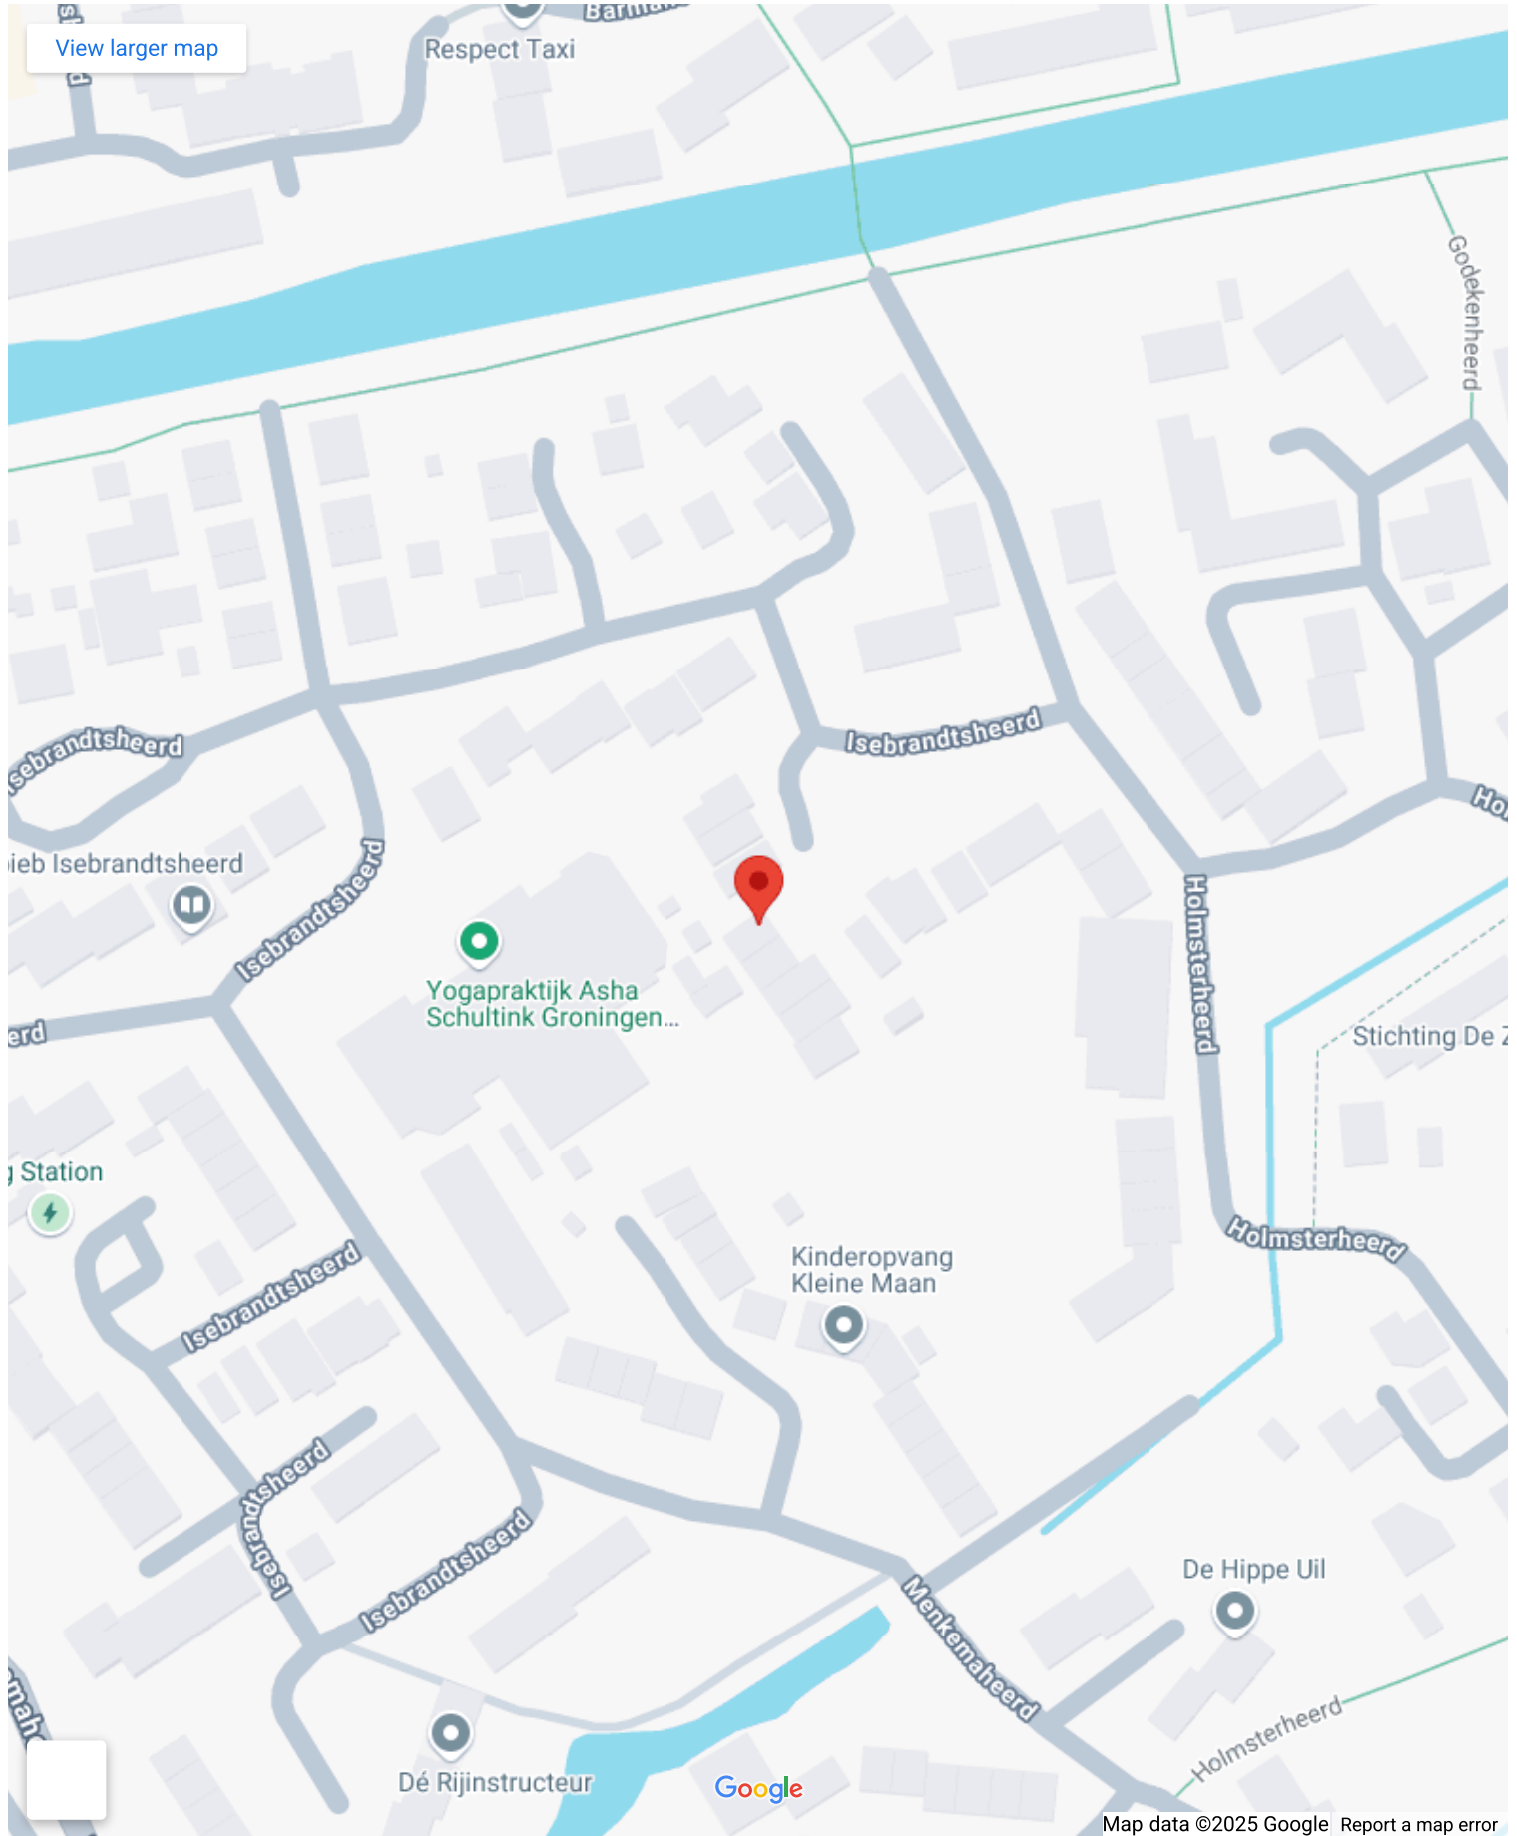 View larger map
Respect Taxi
Godekenheerd
Isebrandtsheerd
Isebrandtsheerd
Isebrandtsheerd
Isebrandtsheerd
Yogapraktijk Asha
Schultink Groningen...
Holmsterheerd
Stichting De Z
g Station
Holmsterheerd
Isebrandtsheerd
Kinderopvang
Kleine Maan
Isebrandtsheerd
Isebrandtsheerd
De Hippe Uil
Menkemaheerd
Holmsterheerd
Dé Rijinstructeur
Google
Map data ©2025 Google
Report a map error